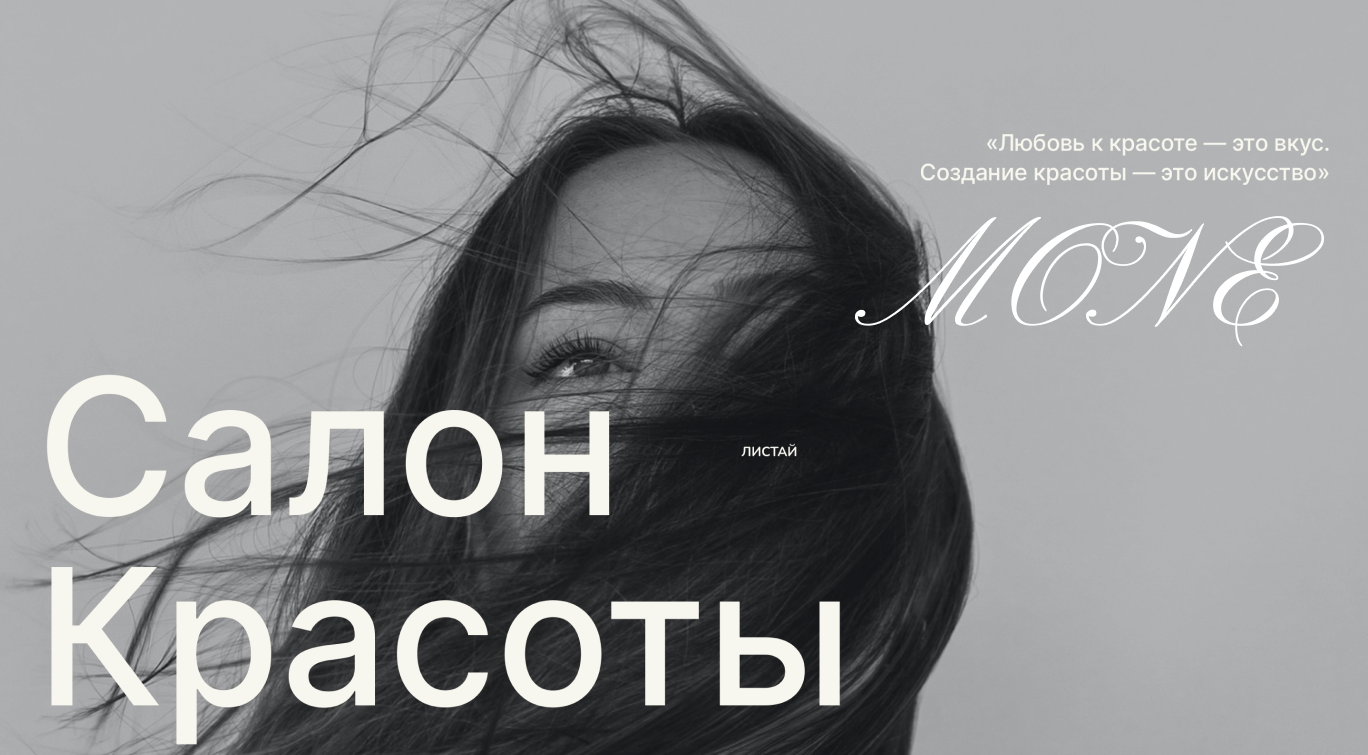 «Любовь к красоте — это вкус.
Создание красоты — это искусство»
MONE
Салон
ЛИСТАЙ
Красоты